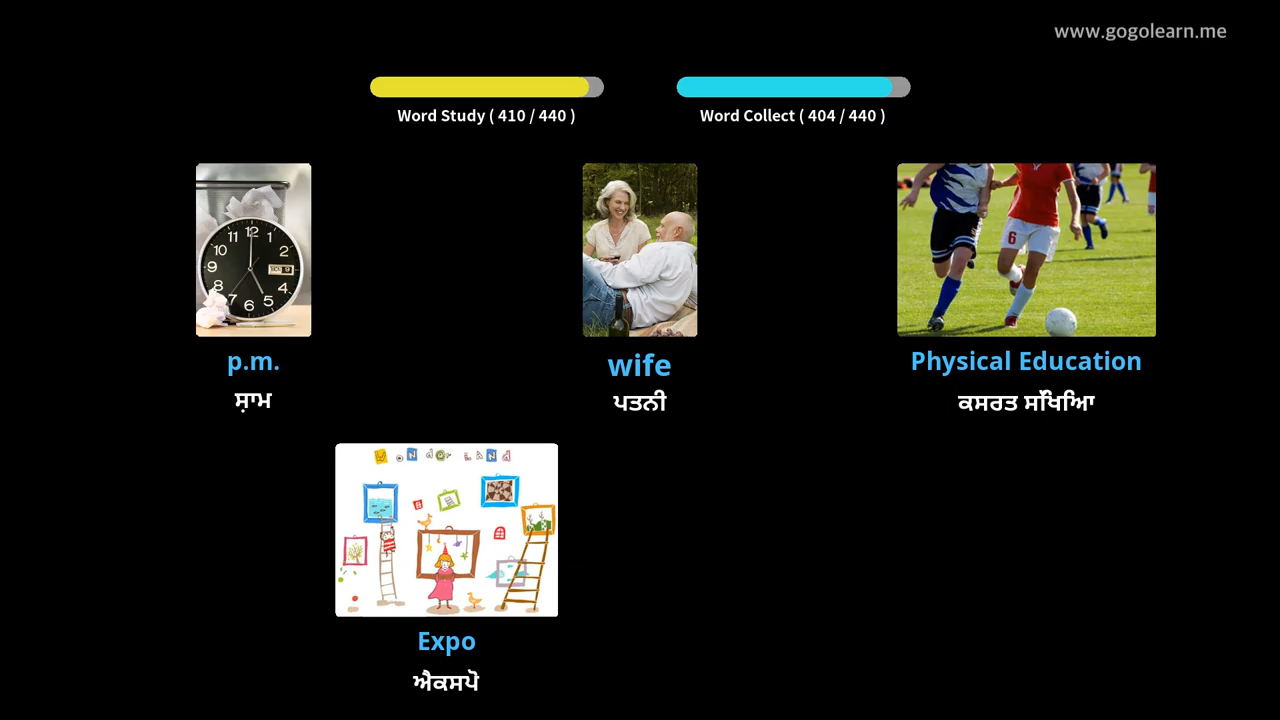 www.gogolearn.me
Word Study ( 410 / 440 )
Word Collect ( 404 / 440 )
p.m.
wife
Physical Education
ਸ਼ਾਮ
ਪਤਨੀ
ਕਸਰਤ ਸਿੱਖਿਆ
Expo
ਐਕਸਪੋ